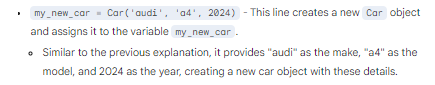 • my_new_car = Car('audi', 'a4', 2024) - This line creates a new Car object
and assigns it to the variable my_new_car.
o Similar to the previous explanation, it provides "audi" as the make, "a4" as the
model, and 2024 as the year, creating a new car object with these details.